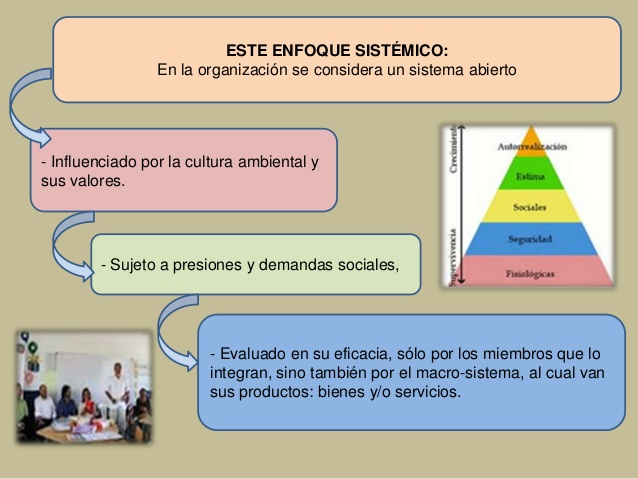 ESTE ENFOQUE SISTÉMICO:
En la organización se considera un sistema abierto
- Influenciado por la cultura ambiental y
sus valores.
- Sujeto a presiones y demandas sociales,
- Evaluado en su eficacia, sólo por los miembros que lo
integran, sino también por el macro-sistema, al cual van
sus productos: bienes y/o servicios.
Crecimiento
Supervivencia
Autorrealización
Estima
Sociales
Seguridad
Fisiológicas